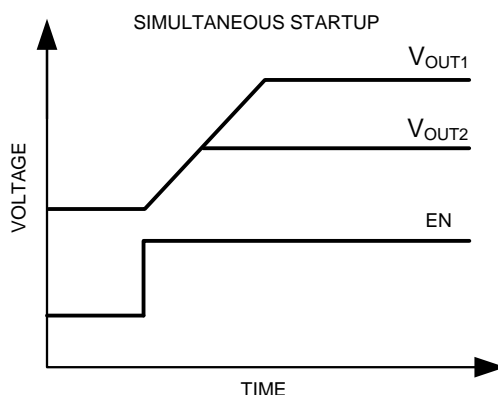 SIMULTANEOUS STARTUP
VOUT1
VOUT2
VOLTAGE
EN
TIME